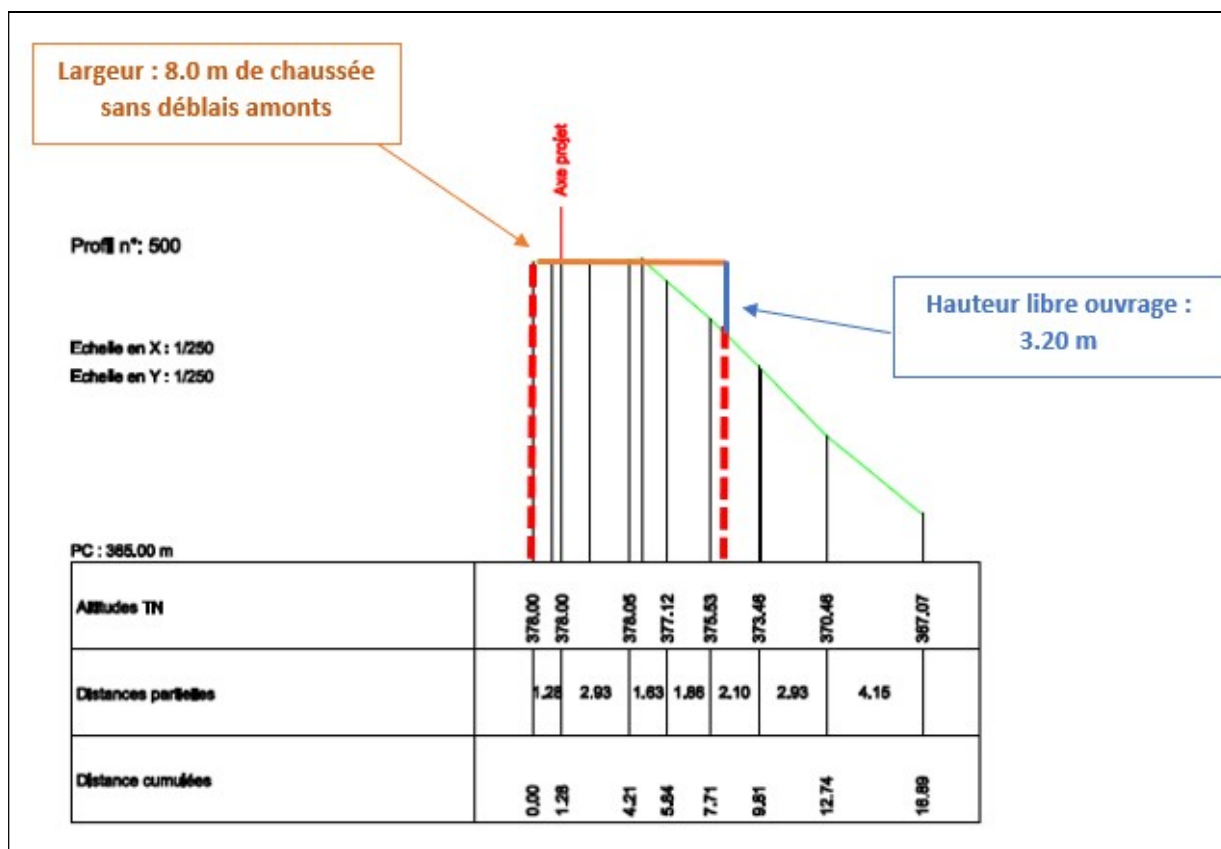 Largeur : 8.0 m de chaussée
sans déblais amonts
Axe projet
Profil n°: 500
Hauteur libre ouvrage :
3.20 m
Echelle en X : 1/250
Echelle en Y : 1/250
PC : 365.00 m
Altitudes TN
378.00 378.00 378.05 377.12 375.53 373.46 370.46 367.07
Distances partielles
1.28 2.93 1.63 1.86 2.10 2.93 4.15
Distance cumulées
0.00 1.28 4.21 5.84 7.71 9.81 12.74 16.89